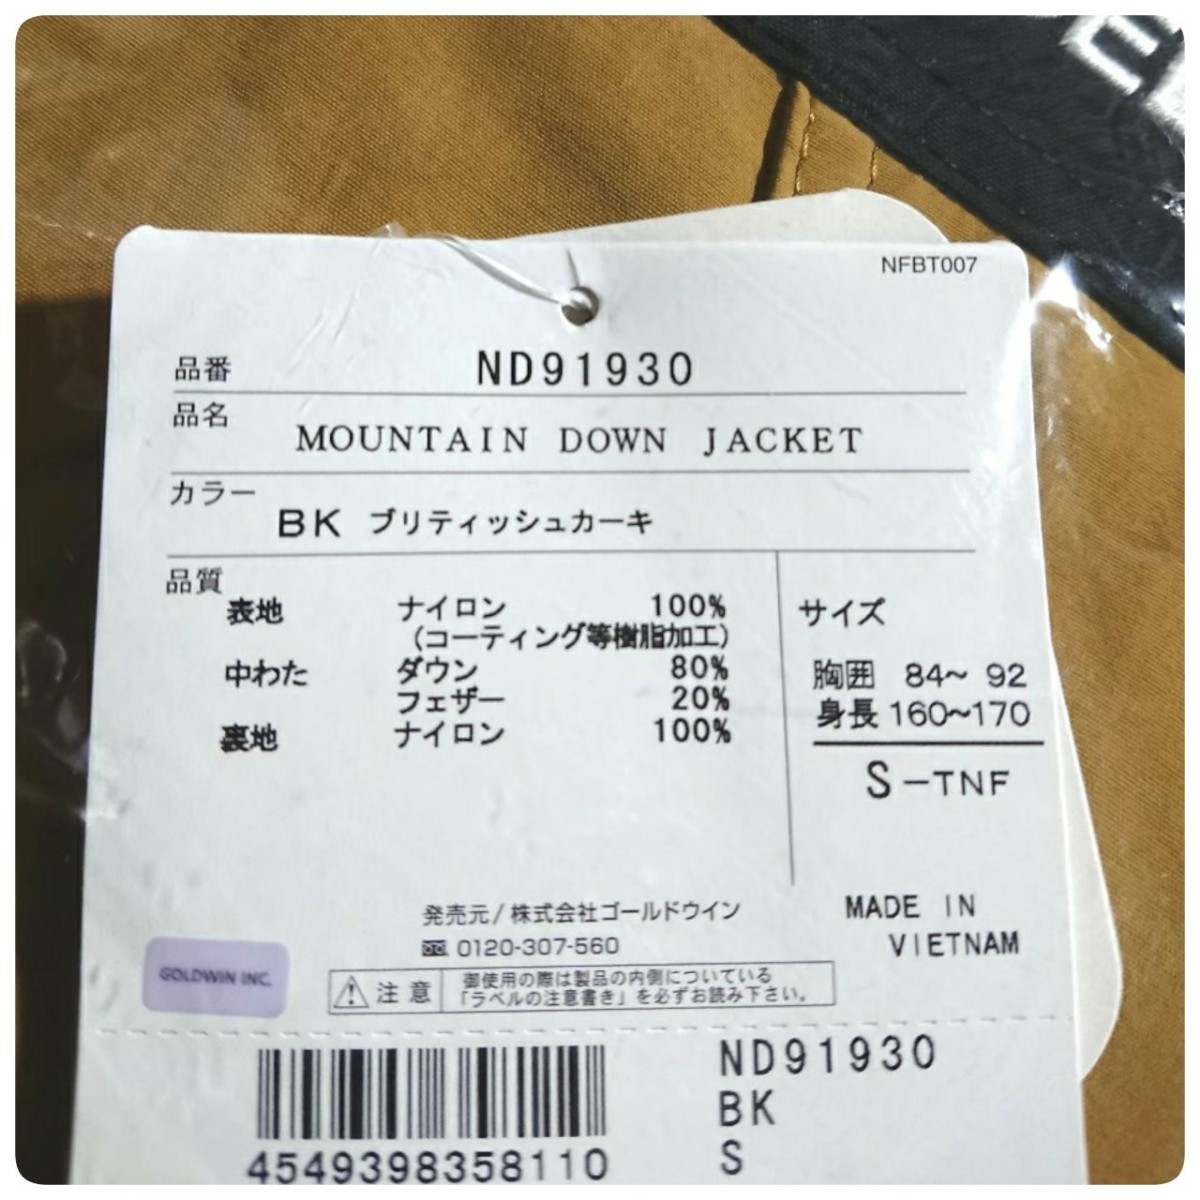 NFBT007
品番 ND91930
品名 MOUNTAIN DOWN JACKET
カラー BK ブリティッシュカーキ
品質
表地 ナイロン 100%
(コーティング等樹脂加工)
中わた ダウン 80%
フェザー 20%
裏地 ナイロン 100%
サイズ
胸囲 84~ 92
身長 160~170
S-TNF
発売元/株式会社ゴールドウイン
0120-307-560
MADE IN
VIETNAM
GOLDWIN INC.
注意
御使用の際は製品の内側についている
「ラベルの注意書き」を必ずお読み下さい。
4549398358110
ND91930
BK
S